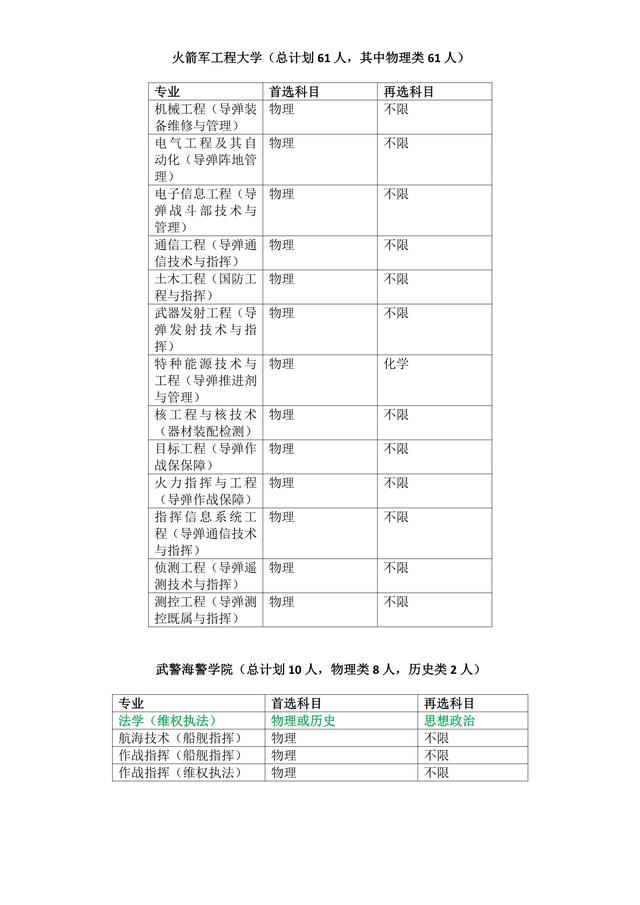 火箭军工程大学（总计划 61 人，其中物理类 61 人）
专业 首选科目 再选科目
机械工程（导弹装 物理 不限
备维修与管理）
电气工程及其自 物理 不限
动化（导弹阵地管
理）
电子信息工程（导 物理 不限
弹战斗部技术与
管理）
通信工程（导弹通 物理 不限
信技术与指挥）
土木工程（国防工 物理 不限
程与指挥）
武器发射工程（导 物理 不限
弹发射技术与指
挥）
特种能源技术与 物理 化学
工程（导弹推进剂
与管理）
核工程与核技术 物理 不限
（器材装配检测）
目标工程（导弹作 物理 不限
战保保障）
火力指挥与工程 物理 不限
（导弹作战保障）
指挥信息系统工 物理 不限
程（导弹通信技术
与指挥）
侦测工程（导弹遥 物理 不限
测技术与指挥）
测控工程（导弹测 物理 不限
控既属与指挥）
武警海警学院（总计划 10 人，物理类 8 人，历史类 2 人）
专业 首选科目 再选科目
法学（维权执法） 物理或历史 思想政治
航海技术（船舰指挥） 物理 不限
作战指挥（船舰指挥） 物理 不限
作战指挥（维权执法） 物理 不限